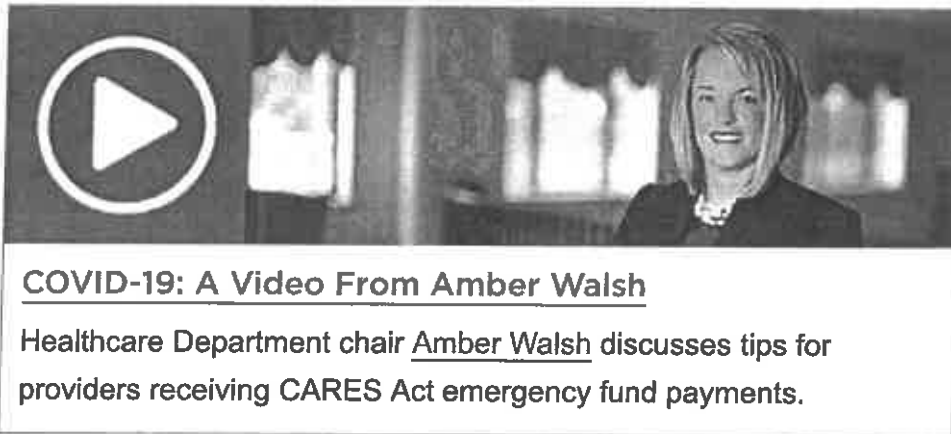 COVID-19: A Video From Amber Walsh
Healthcare Department chair Amber Walsh discusses tips for
providers receiving CARES Act emergency fund payments.